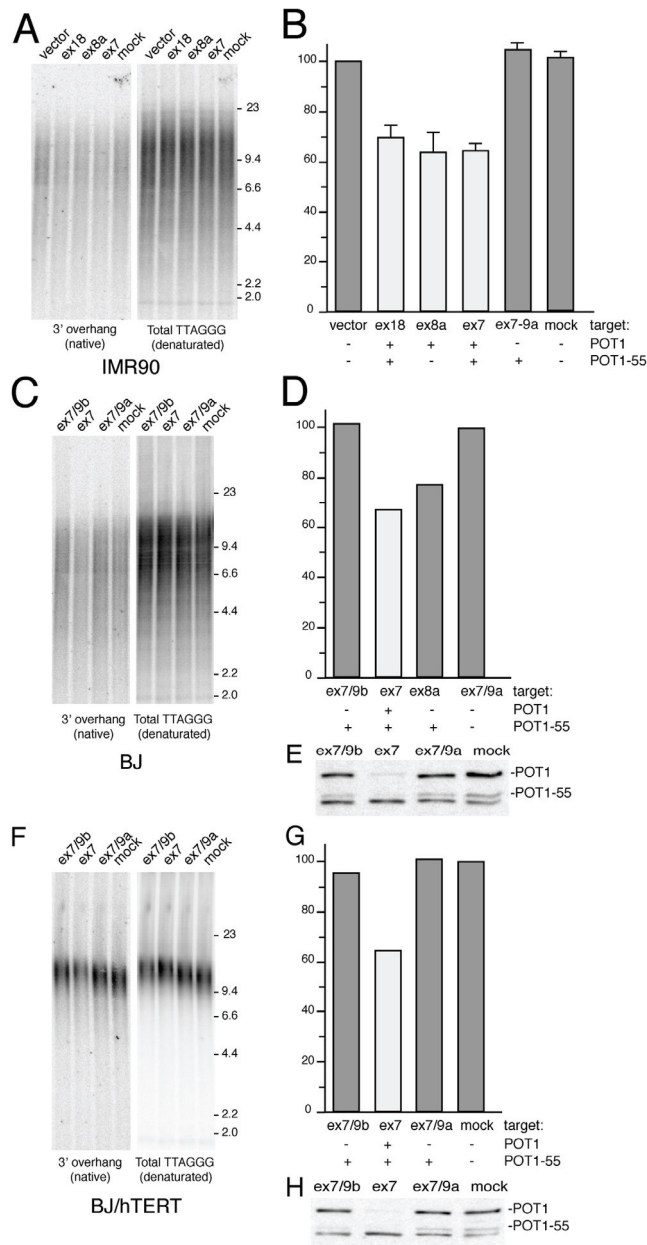 A
vector ex18 ex8a ex7 mock vector ex18 ex8a ex7 mock
- 23
- 9.4
- 6.6
- 4.4
- 2.2
- 2.0
3' overhang (native)
Total TTAGGG (denaturated)
IMR90
B
100
80
60
40
20
0
vector ex18 ex8a ex7 ex7-9a mock target:
- + + + - - POT1
- + - + + - POT1-55
C
ex7/9b ex7 ex7/9a mock ex7/9b ex7 ex7/9a mock
- 23
- 9.4
- 6.6
- 4.4
- 2.2
- 2.0
3' overhang (native)
Total TTAGGG (denaturated)
BJ
D
100
80
60
40
20
0
ex7/9b ex7 ex8a ex7/9a target:
- + - - POT1
+ + + - POT1-55
E
ex7/9b ex7 ex7/9a mock
-POT1
-POT1-55
F
ex7/9b ex7 ex7/9a mock ex7/9b ex7 ex7/9a mock
- 23
- 9.4
- 6.6
- 4.4
- 2.2
- 2.0
3' overhang (native)
Total TTAGGG (denaturated)
BJ/hTERT
G
100
80
60
40
20
0
ex7/9b ex7 ex7/9a mock target:
- + - - POT1
+ + + - POT1-55
H
ex7/9b ex7 ex7/9a mock
-POT1
-POT1-55